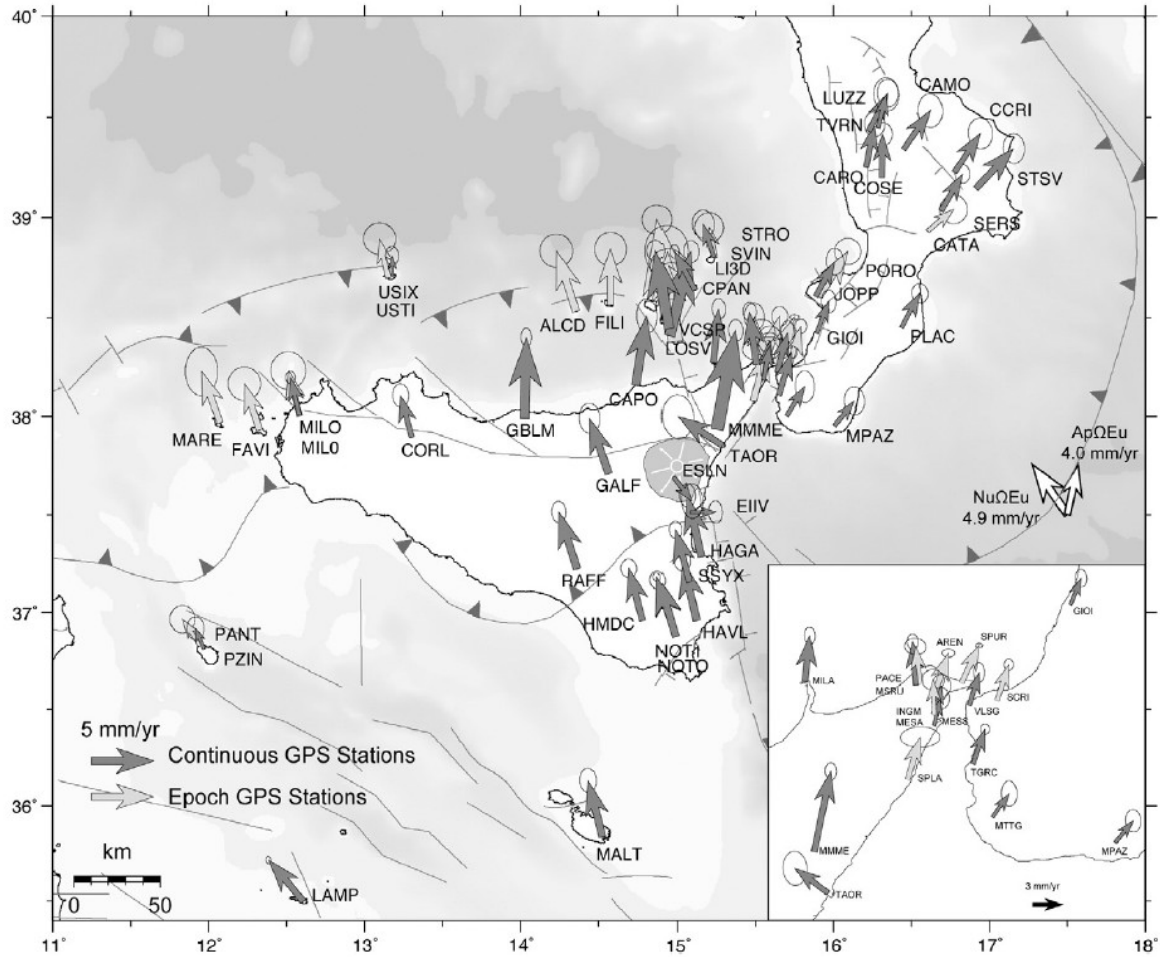 40˚
39˚
38˚
37˚
36˚
11˚
12˚
13˚
14˚
15˚
16˚
17˚
18˚
LUZZ
CAMO
TVRN
CCRI
CARO
COSE
STSV
SERS
CATA
STRO
SVIN
LI3D
CPAN
PORO
JOPP
USIX
USTI
ALCD
FILI
VCSP
LOSV
GIOI
PLAC
MARE
FAVI
MILO
MIL0
CORL
GBLM
CAPO
MMME
TAOR
MPAZ
ApΩEu
4.0 mm/yr
NuΩEu
4.9 mm/yr
GALF
ESLN
EIIV
HAGA
RAFF
SSYX
HMDC
HAVL
NOT1
NOTO
PANT
PZIN
5 mm/yr
Continuous GPS Stations
Epoch GPS Stations
km
0 50
LAMP
MALT
GIOI
AREN
SPUR
MILA
PACE
MSRU
SCRI
INGM
MESA
MESS
VLSG
SPLA
TGRC
MTTG
MMME
MPAZ
TAOR
3 mm/yr